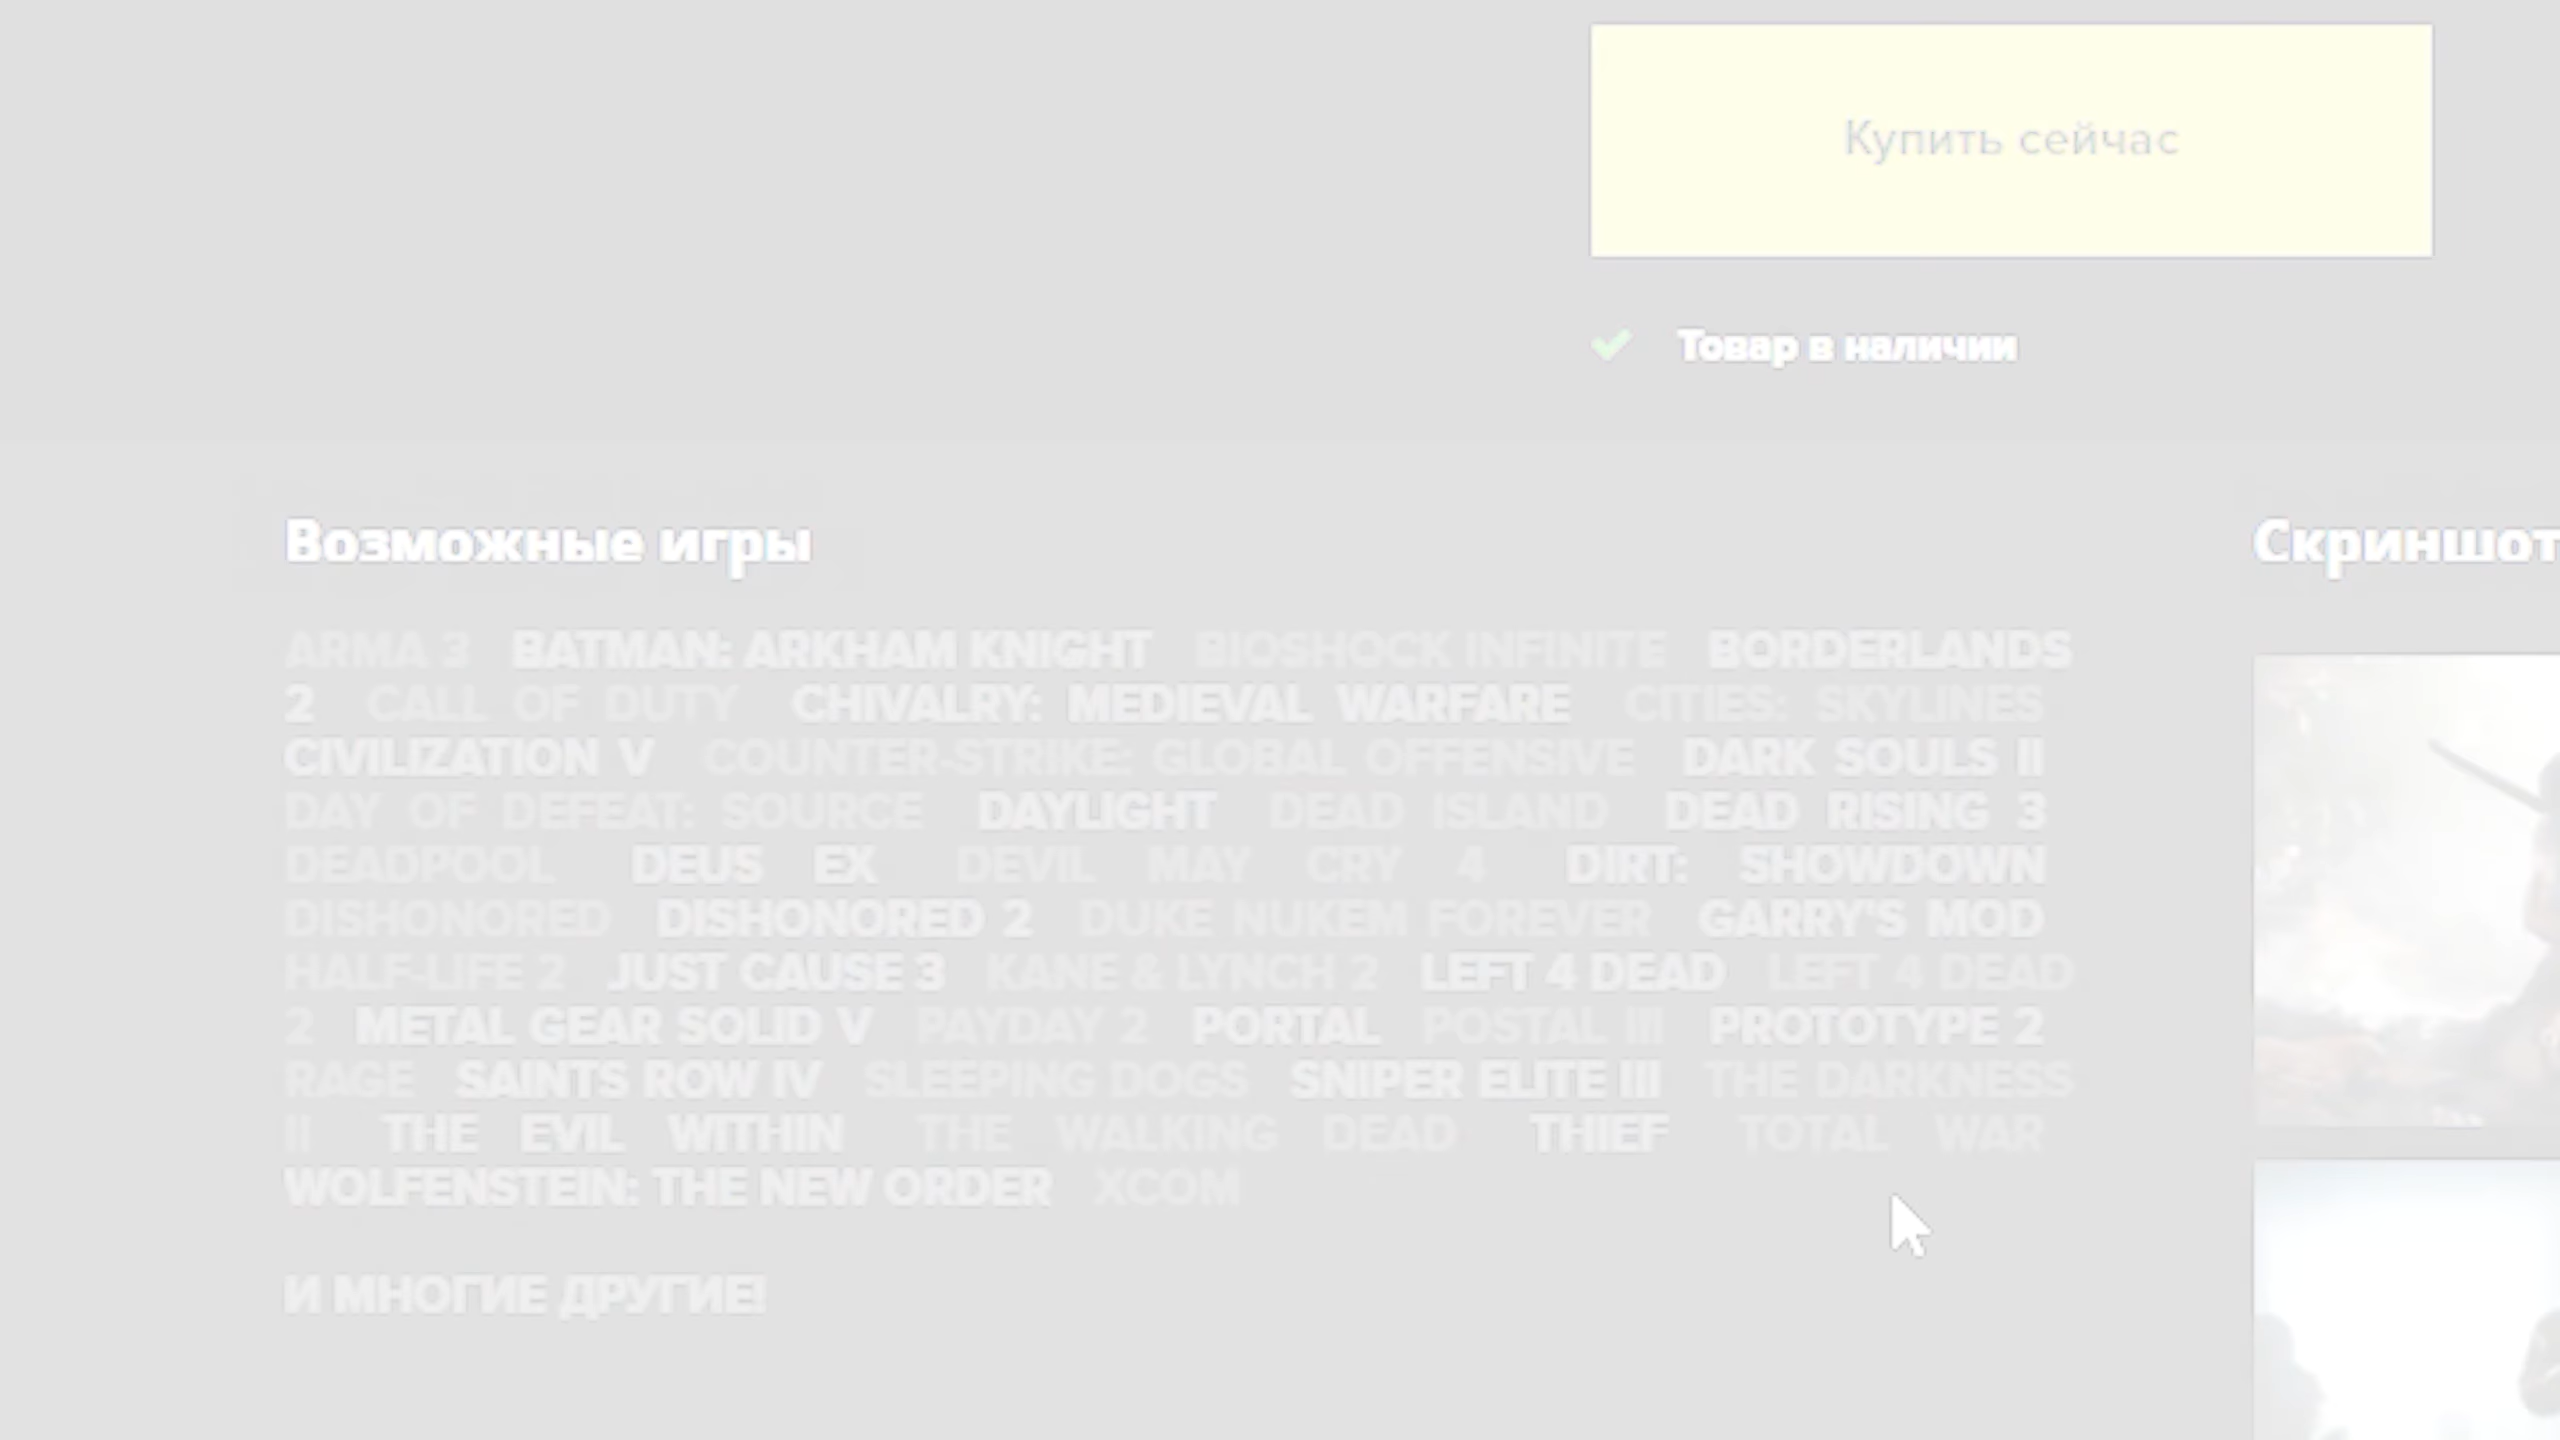 Купить сейчас
Товар в наличии
Возможные игры
Скриншот
ARMA 3 BATMAN: ARKHAM KNIGHT BIOSHOCK INFINITE BORDERLANDS
2 CALL OF DUTY CHIVALRY: MEDIEVAL WARFARE CITIES: SKYLINES
CIVILIZATION V COUNTER-STRIKE: GLOBAL OFFENSIVE DARK SOULS II
DAY OF DEFEAT: SOURCE DAYLIGHT DEAD ISLAND DEAD RISING 3
DEADPOOL DEUS EX DEVIL MAY CRY 4 DIRT: SHOWDOWN
DISHONORED DISHONORED 2 DUKE NUKEM FOREVER GARRY'S MOD
HALF-LIFE 2 JUST CAUSE 3 KANE & LYNCH 2 LEFT 4 DEAD LEFT 4 DEAD
2 METAL GEAR SOLID V PAYDAY 2 PORTAL POSTAL III PROTOTYPE 2
RAGE SAINTS ROW IV SLEEPING DOGS SNIPER ELITE III THE DARKNESS
II THE EVIL WITHIN THE WALKING DEAD THIEF TOTAL WAR
WOLFENSTEIN: THE NEW ORDER XCOM
И МНОГИЕ ДРУГИЕ!